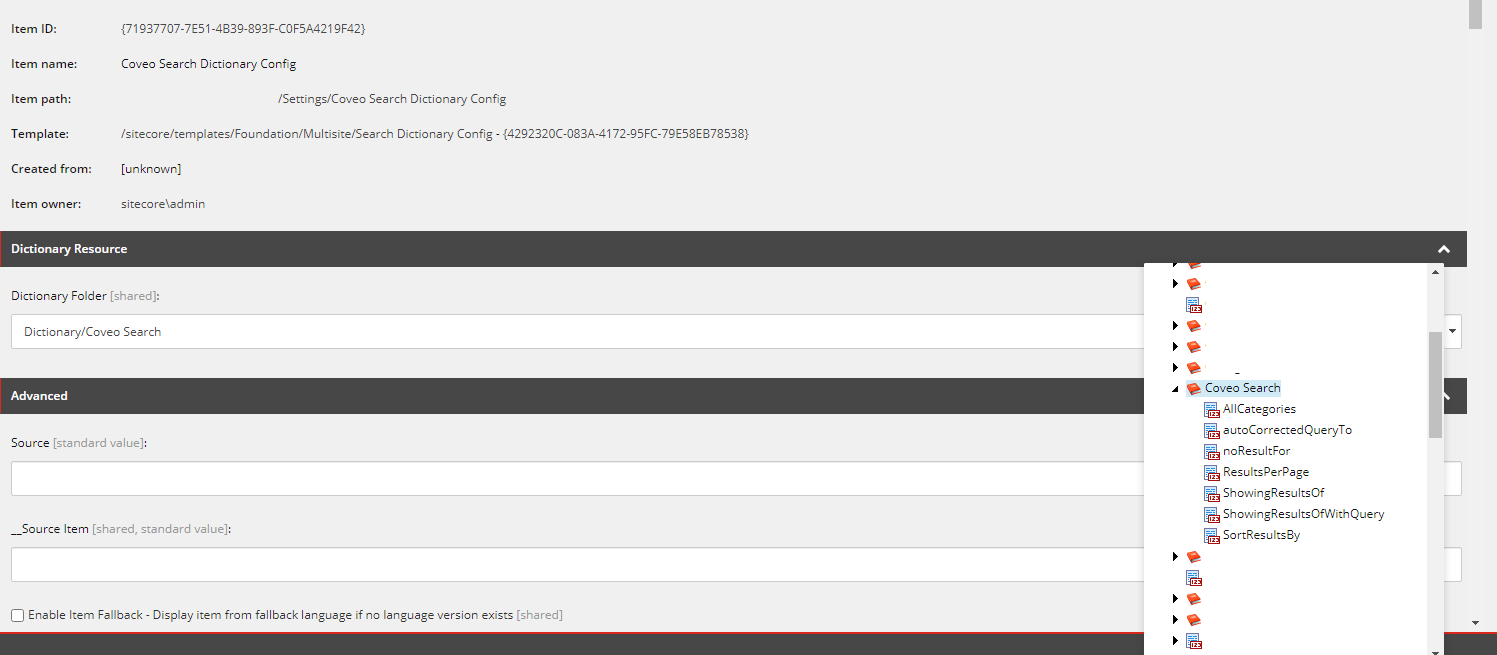 Item ID: {71937707-7E51-4B39-893F-C0F5A4219F42}
Item name: Coveo Search Dictionary Config
Item path: /Settings/Coveo Search Dictionary Config
Template: /sitecore/templates/Foundation/Multisite/Search Dictionary Config - {4292320C-083A-4172-95FC-79E58EB78538}
Created from: [unknown]
Item owner: sitecore\admin
Dictionary Resource
Dictionary Folder [shared]:
Dictionary/Coveo Search
Advanced
Source [standard value]:
__Source Item [shared, standard value]:
Enable Item Fallback - Display item from fallback language if no language version exists [shared]
Coveo Search
AllCategories
autoCorrectedQueryTo
noResultFor
ResultsPerPage
ShowingResultsOf
ShowingResultsOfWithQuery
SortResultsBy